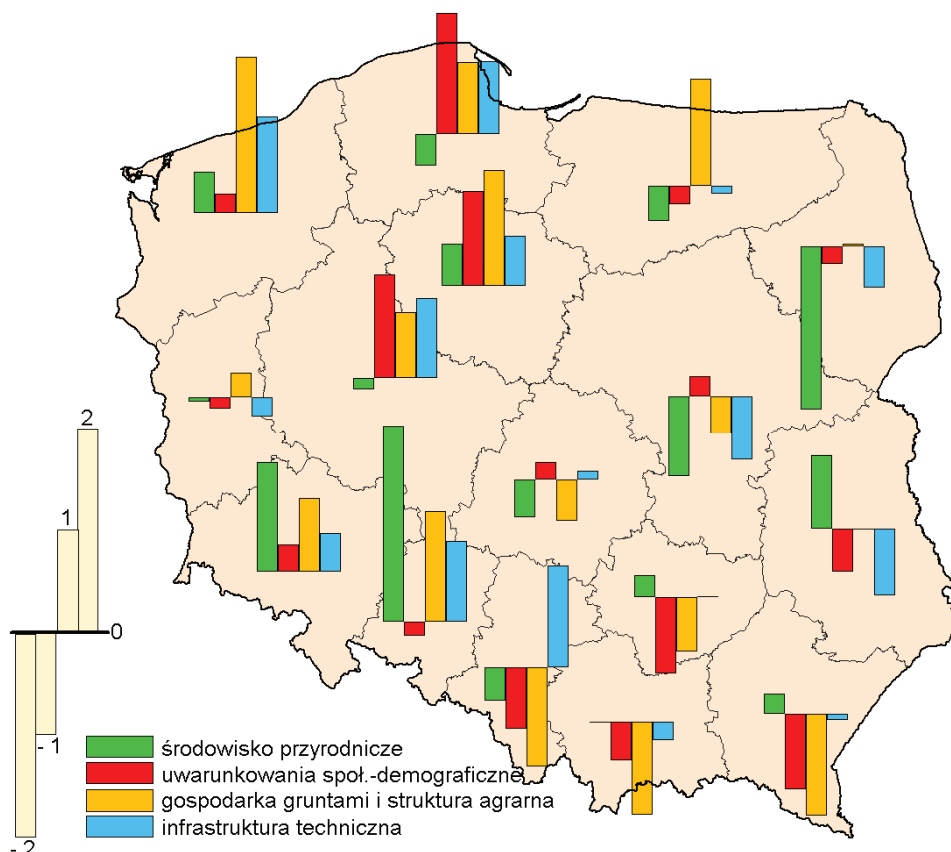 2
1
0
- 1
- 2
środowisko przyrodnicze
uwarunkowania społ.-demograficzne
gospodarka gruntami i struktura agrarna
infrastruktura techniczna